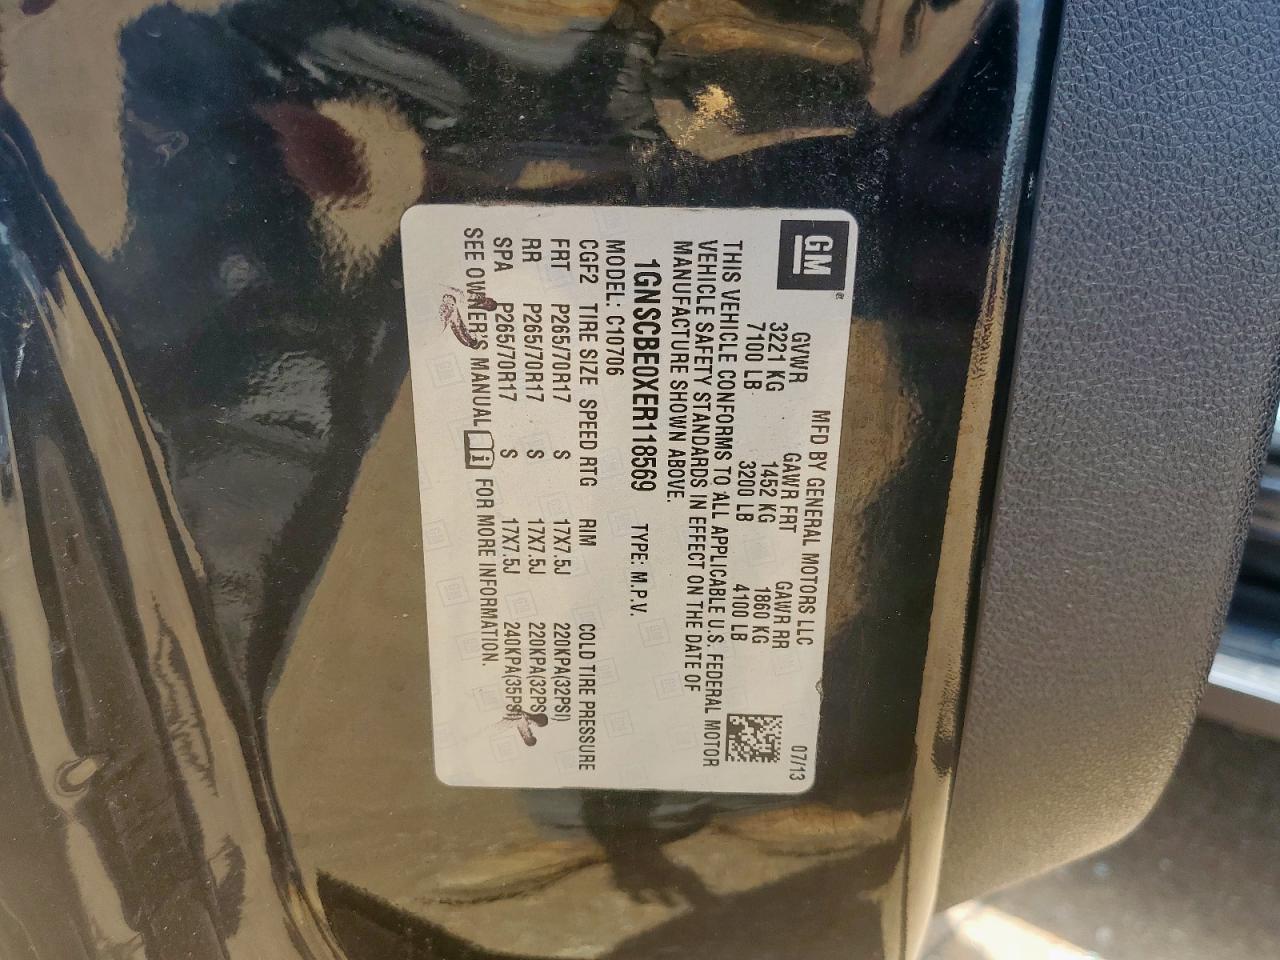 GM
®
MFD BY GENERAL MOTORS LLC 07/13
GVWR GAWR FRT GAWR RR
3221 KG 1452 KG 1860 KG
7100 LB 3200 LB 4100 LB
THIS VEHICLE CONFORMS TO ALL APPLICABLE U.S. FEDERAL MOTOR
VEHICLE SAFETY STANDARDS IN EFFECT ON THE DATE OF
MANUFACTURE SHOWN ABOVE.
1GNSCBE0XER118569 TYPE: M.P.V.
MODEL: C10706
CGF2 TIRE SIZE SPEED RTG RIM COLD TIRE PRESSURE
FRT P265/70R17 S 17X7.5J 220KPA(32PSI)
RR P265/70R17 S 17X7.5J 220KPA(32PSI)
SPA P265/70R17 S 17X7.5J 240KPA(35PSI)
SEE OWNER'S MANUAL i FOR MORE INFORMATION.